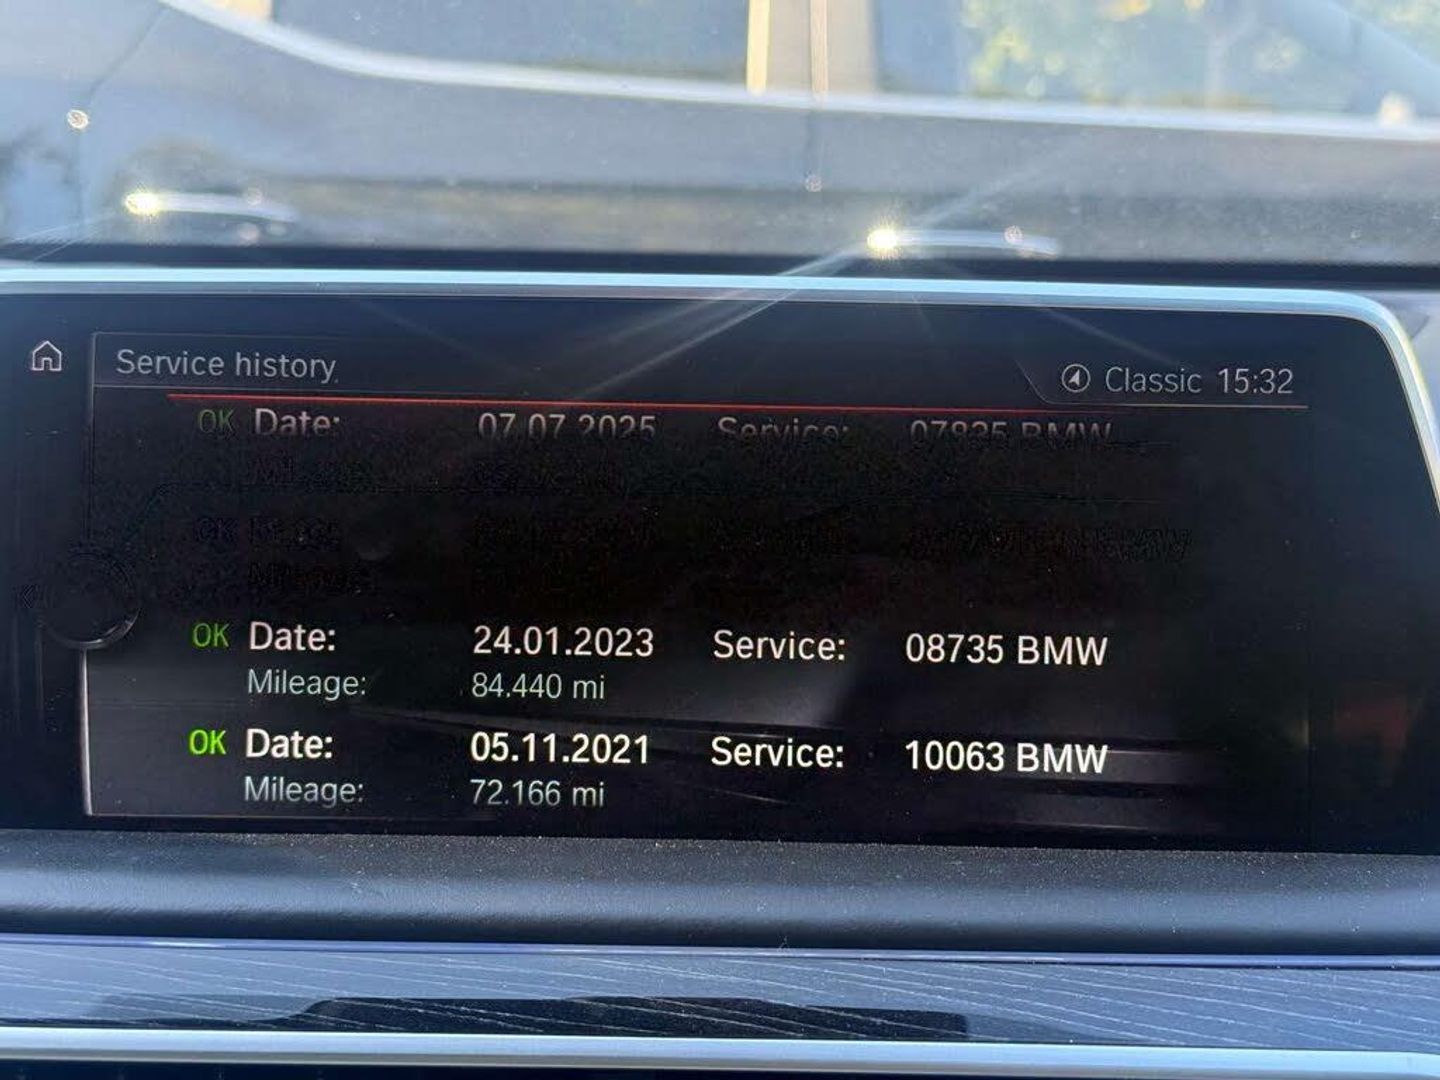 Service history
Classic 15:32
OK Date: 07.07.2025 Service: 07835 BMW
OK Date: 24.01.2023 Service: 08735 BMW
Mileage: 84.440 mi
OK Date: 05.11.2021 Service: 10063 BMW
Mileage: 72.166 mi